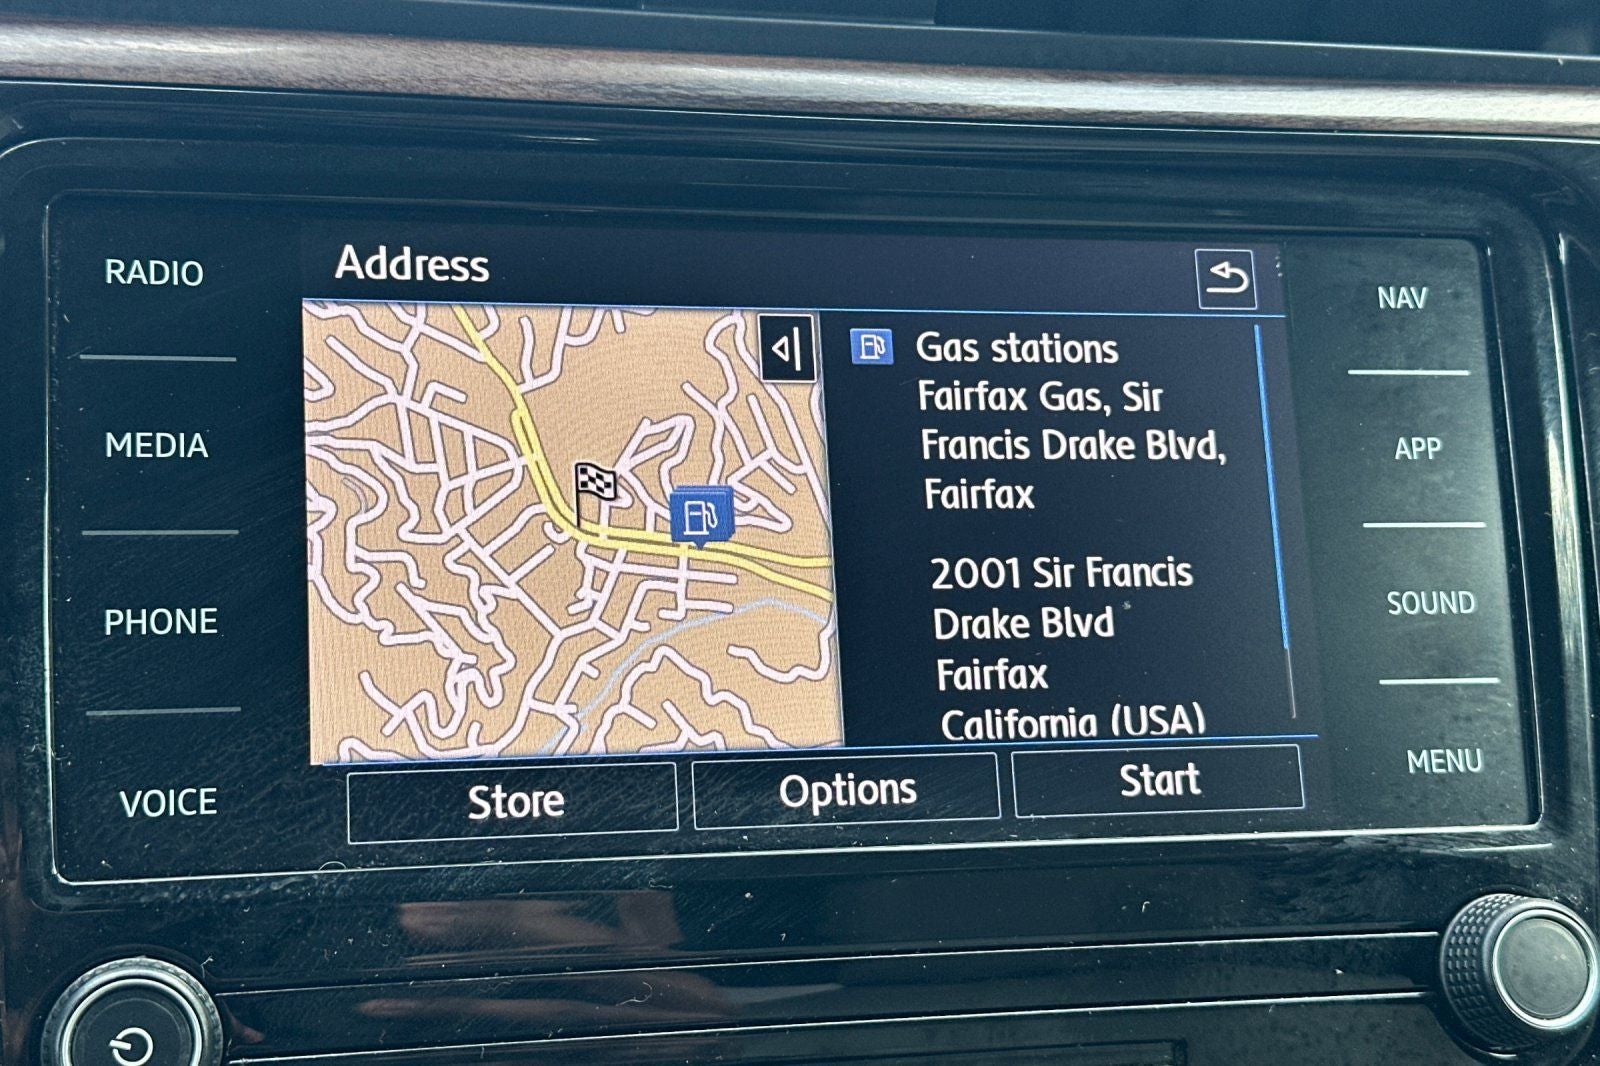 RADIO
MEDIA
PHONE
VOICE
Address
Gas stations
Fairfax Gas, Sir
Francis Drake Blvd,
Fairfax
2001 Sir Francis
Drake Blvd
Fairfax
California (USA)
Store
Options
Start
NAV
APP
SOUND
MENU